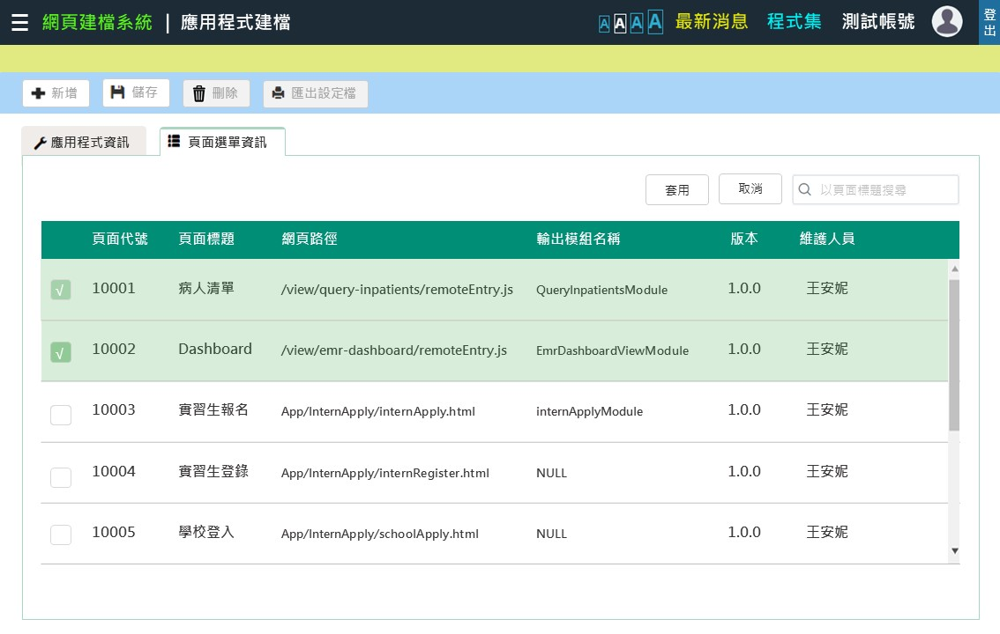 網頁建檔系統 | 應用程式建檔 A A A A 最新消息 程式集 測試帳號 登出
新增 儲存 刪除 匯出設定檔
應用程式資訊 頁面選單資訊
套用 取消 以頁面標題搜尋
頁面代號 頁面標題 網頁路徑 輸出模組名稱 版本 維護人員
√ 10001 病人清單 /view/query-inpatients/remoteEntry.js QueryInpatientsModule 1.0.0 王安妮
√ 10002 Dashboard /view/emr-dashboard/remoteEntry.js EmrDashboardViewModule 1.0.0 王安妮
10003 實習生報名 App/InternApply/internApply.html internApplyModule 1.0.0 王安妮
10004 實習生登錄 App/InternApply/internRegister.html NULL 1.0.0 王安妮
10005 學校登入 App/InternApply/schoolApply.html NULL 1.0.0 王安妮